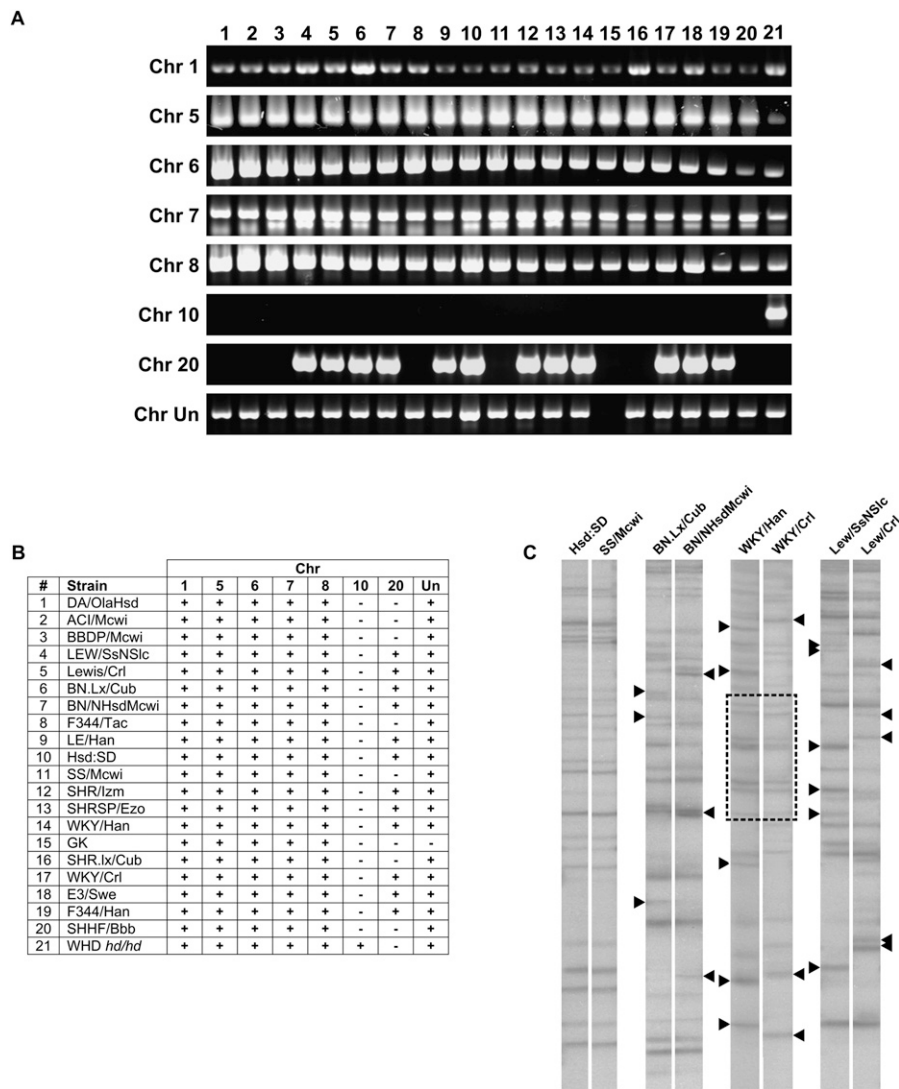 A
1 2 3 4 5 6 7 8 9 10 11 12 13 14 15 16 17 18 19 20 21
Chr 1
Chr 5
Chr 6
Chr 7
Chr 8
Chr 10
Chr 20
Chr Un
B
Chr
# Strain 1 5 6 7 8 10 20 Un
1 DA/OlaHsd + + + + + - - +
2 ACI/Mcwi + + + + + - - +
3 BBDP/Mcwi + + + + + - - +
4 LEW/SsNSlc + + + + + - + +
5 Lewis/Crl + + + + + - + +
6 BN.Lx/Cub + + + + + - + +
7 BN/NHsdMcwi + + + + + - + +
8 F344/Tac + + + + + - - +
9 LE/Han + + + + + - + +
10 Hsd:SD + + + + + - + +
11 SS/Mcwi + + + + + - - +
12 SHR/Izm + + + + + - + +
13 SHRSP/Ezo + + + + + - + +
14 WKY/Han + + + + + - + +
15 GK + + + + + - - -
16 SHR.lx/Cub + + + + + - - +
17 WKY/Crl + + + + + - + +
18 E3/Swe + + + + + - + +
19 F344/Han + + + + + - + +
20 SHHF/Bbb + + + + + - - +
21 WHD hd/hd + + + + + + - +
C
Hsd:SD
SS/Mcwi
BN.Lx/Cub
BN/NHsdMcwi
WKY/Han
WKY/Crl
Lew/SsNSlc
Lew/Crl